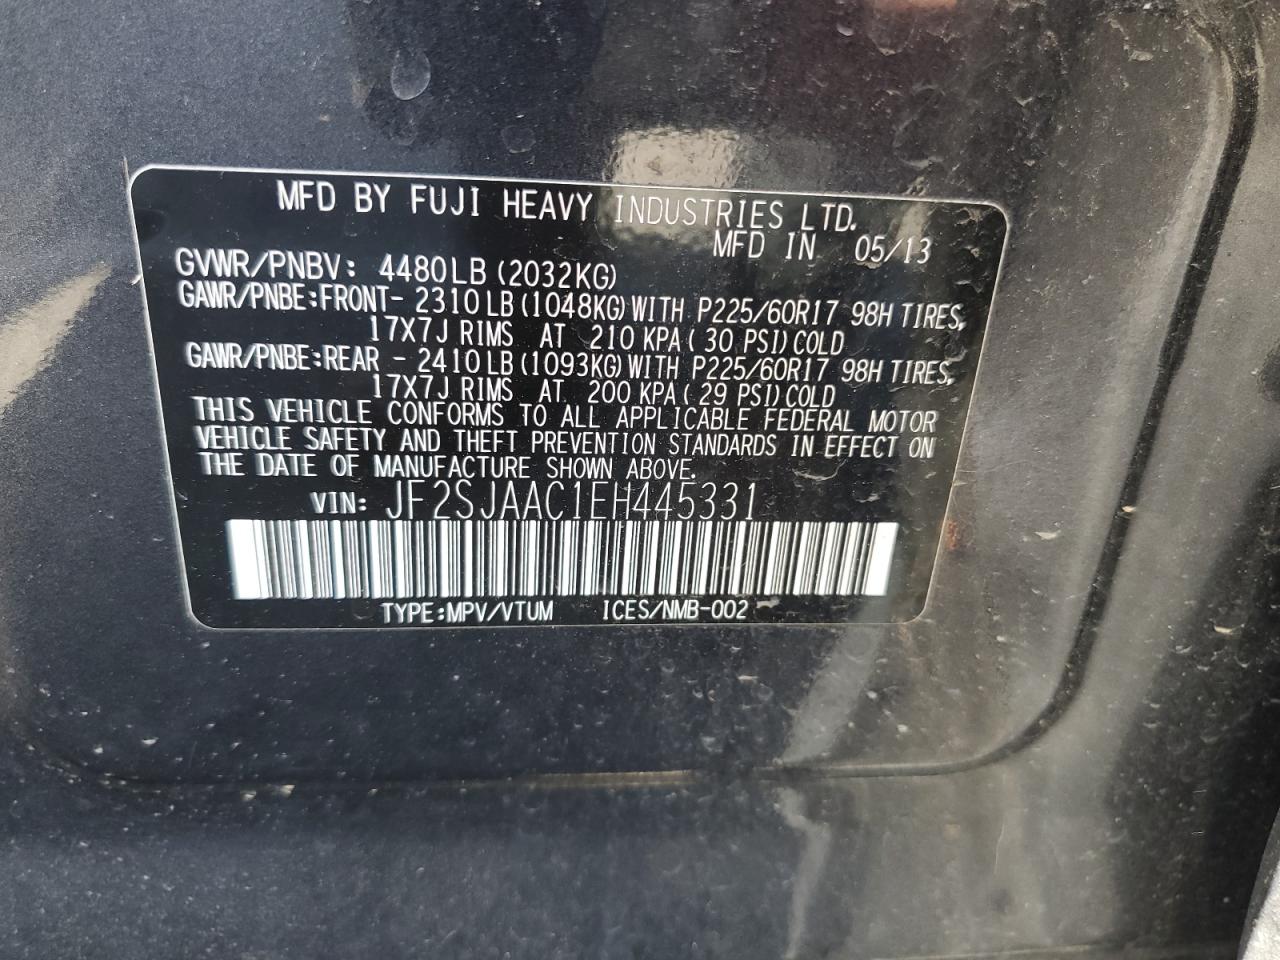 MFD BY FUJI HEAVY INDUSTRIES LTD.
MFD IN 05/13
GVWR/PNBV: 4480LB (2032KG)
GAWR/PNBE:FRONT- 2310 LB (1048KG) WITH P225/60R17 98H TIRES,
17X7J RIMS AT 210 KPA ( 30 PSI) COLD
GAWR/PNBE:REAR - 2410 LB (1093KG) WITH P225/60R17 98H TIRES,
17X7J RIMS AT 200 KPA ( 29 PSI) COLD
THIS VEHICLE CONFORMS TO ALL APPLICABLE FEDERAL MOTOR
VEHICLE SAFETY AND THEFT PREVENTION STANDARDS IN EFFECT ON
THE DATE OF MANUFACTURE SHOWN ABOVE.
VIN: JF2SJAAC1EH445331
TYPE:MPV/VTUM ICES/NMB-002